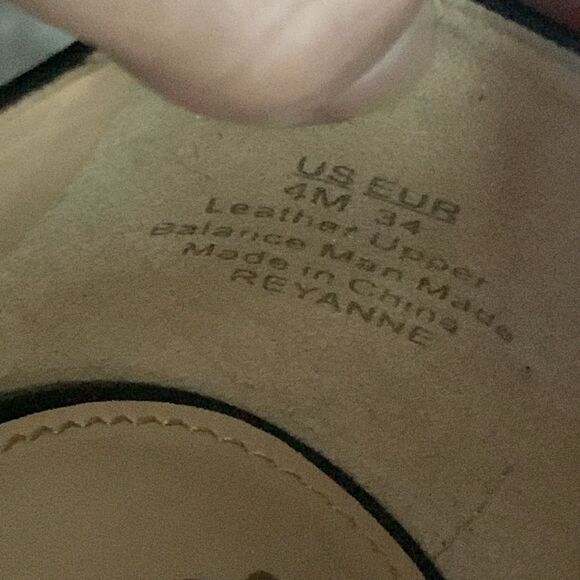 US EUR
4M 34
Leather Upper
Balance Man Made
Made in China
REYANNE